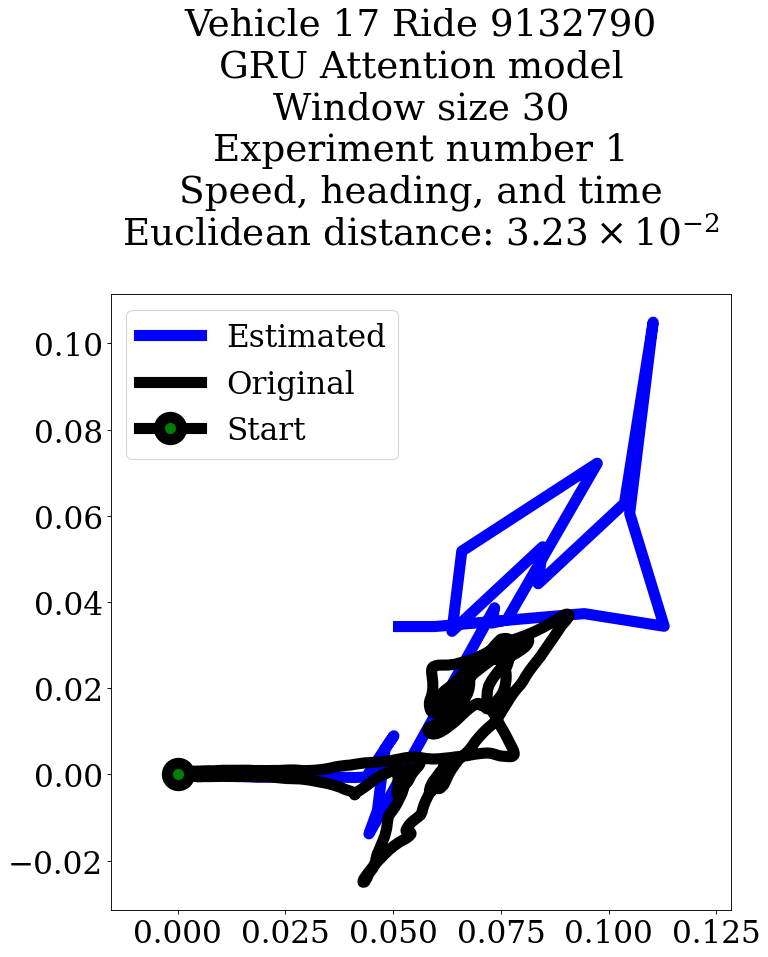 Vehicle 17 Ride 9132790
GRU Attention model
Window size 30
Experiment number 1
Speed, heading, and time
Euclidean distance: 3.23 × 10⁻²
Estimated
Original
Start
0.10
0.08
0.06
0.04
0.02
0.00
−0.02
0.000 0.025 0.050 0.075 0.100 0.125